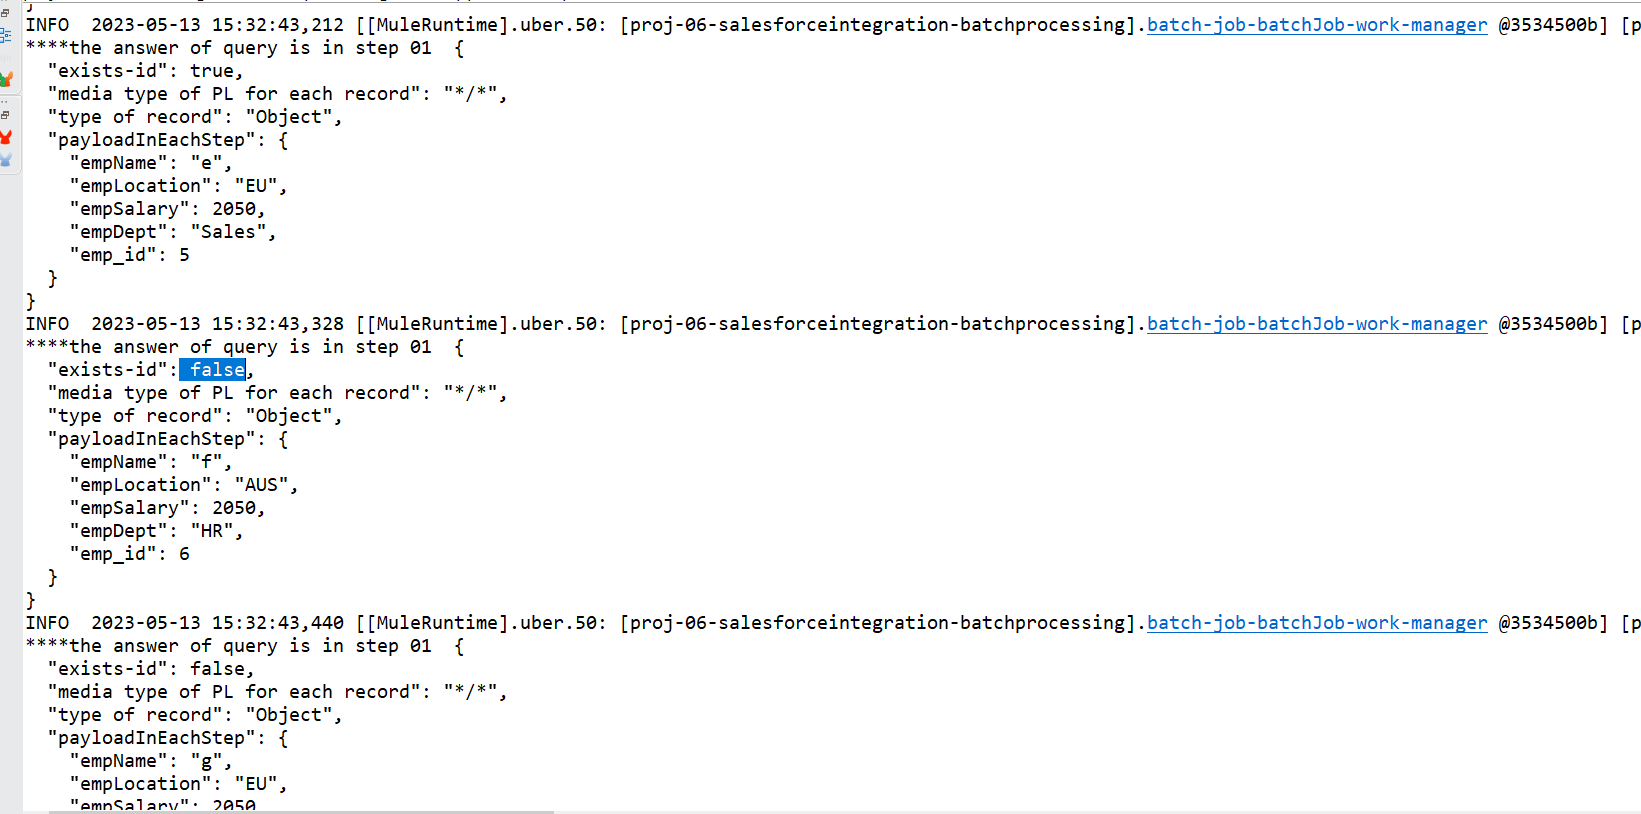 INFO  2023-05-13 15:32:43,212 [[MuleRuntime].uber.50: [proj-06-salesforceintegration-batchprocessing].batch-job-batchJob-work-manager @3534500b] [p
****the answer of query is in step 01  {
  "exists-id": true,
  "media type of PL for each record": "*/*",
  "type of record": "Object",
  "payloadInEachStep": {
    "empName": "e",
    "empLocation": "EU",
    "empSalary": 2050,
    "empDept": "Sales",
    "emp_id": 5
  }
}
INFO  2023-05-13 15:32:43,328 [[MuleRuntime].uber.50: [proj-06-salesforceintegration-batchprocessing].batch-job-batchJob-work-manager @3534500b] [p
****the answer of query is in step 01  {
  "exists-id": false,
  "media type of PL for each record": "*/*",
  "type of record": "Object",
  "payloadInEachStep": {
    "empName": "f",
    "empLocation": "AUS",
    "empSalary": 2050,
    "empDept": "HR",
    "emp_id": 6
  }
}
INFO  2023-05-13 15:32:43,440 [[MuleRuntime].uber.50: [proj-06-salesforceintegration-batchprocessing].batch-job-batchJob-work-manager @3534500b] [p
****the answer of query is in step 01  {
  "exists-id": false,
  "media type of PL for each record": "*/*",
  "type of record": "Object",
  "payloadInEachStep": {
    "empName": "g",
    "empLocation": "EU",
    "empSalary": 2050